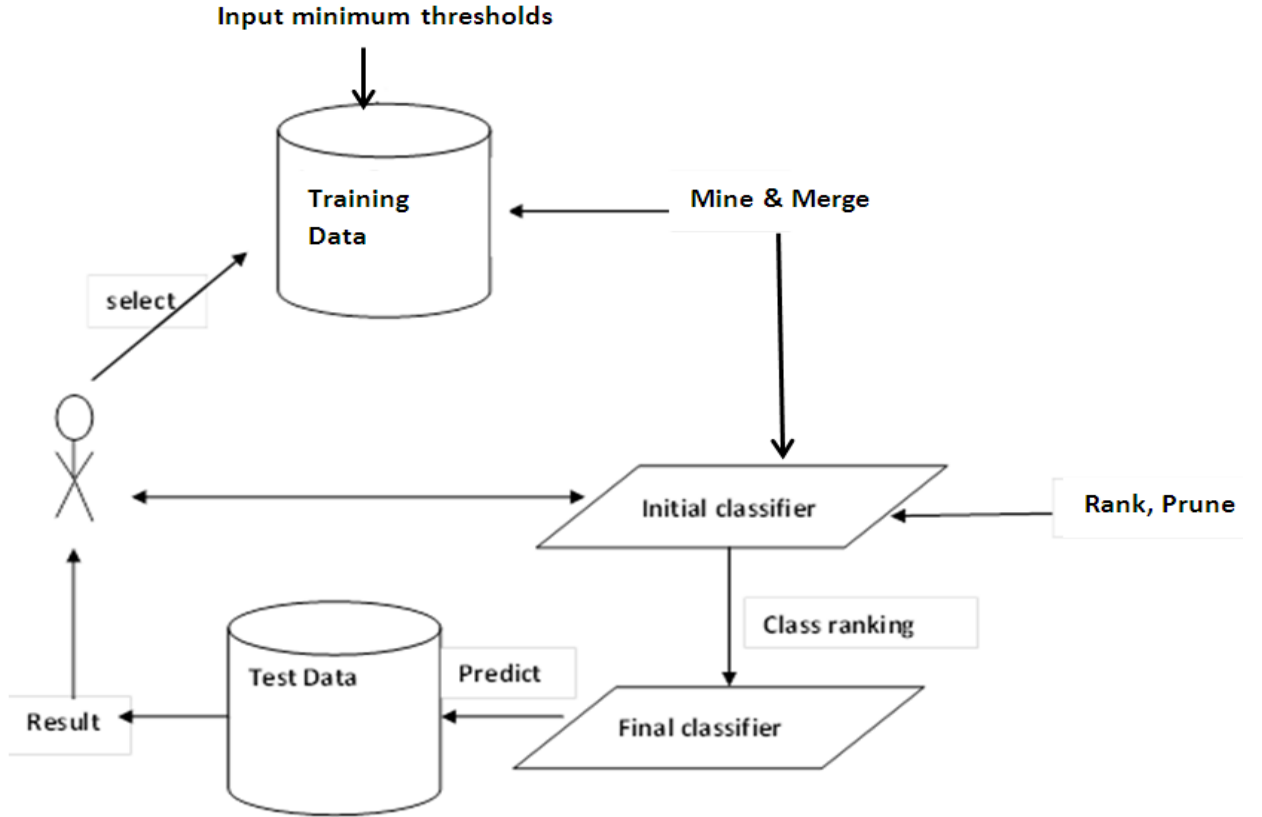 Input minimum thresholds
Training
Data
Mine & Merge
select
Initial classifier
Rank, Prune
Class ranking
Test Data
Predict
Result
Final classifier